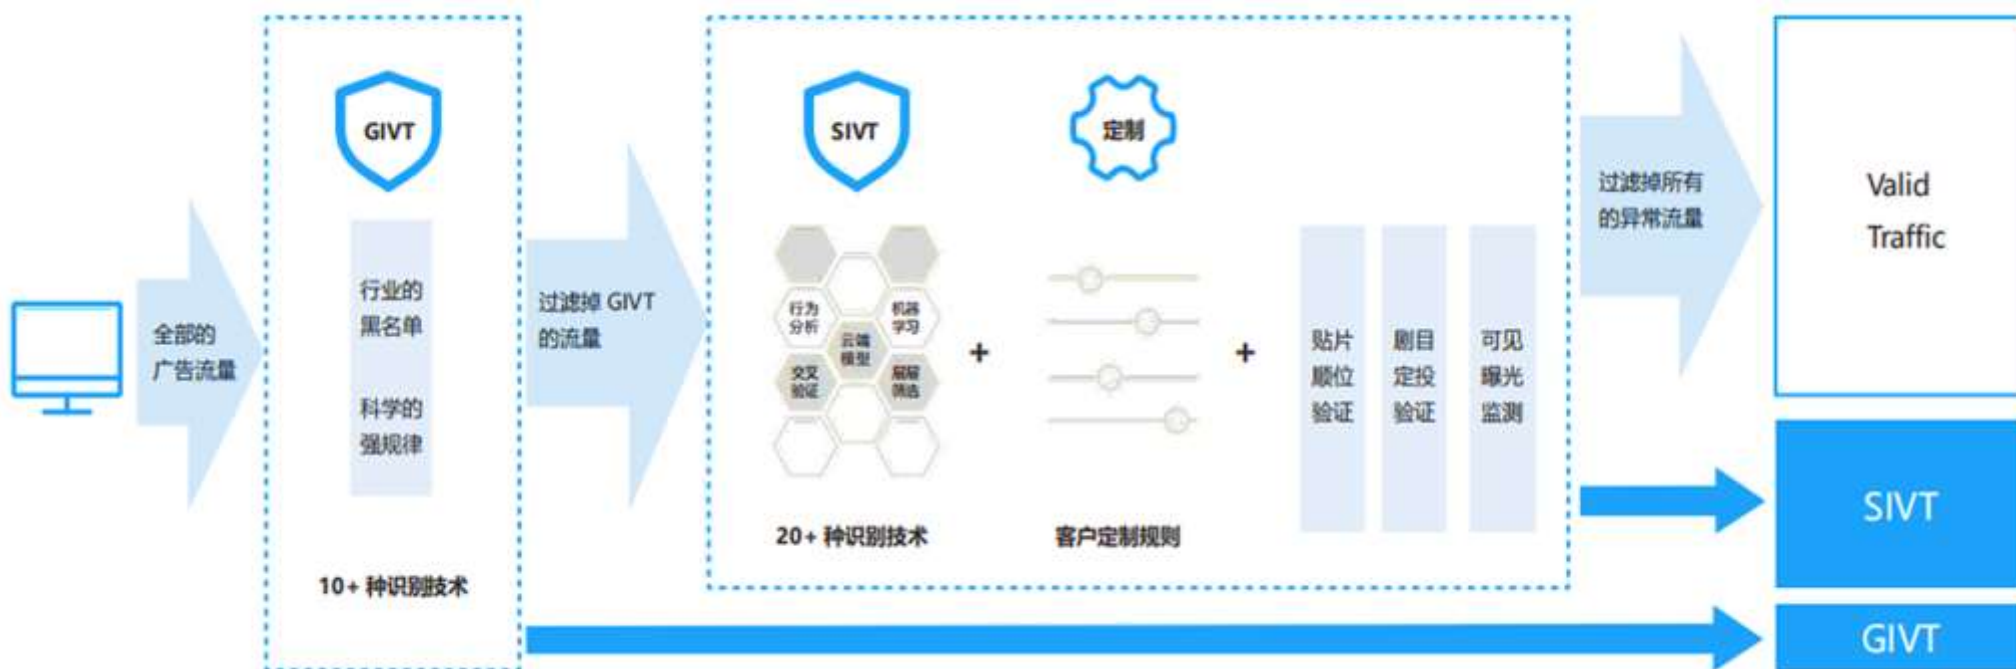 全部的
广告流量
GIVT
行业的
黑名单
科学的
强规律
10+ 种识别技术
过滤掉 GIVT
的流量
SIVT
行为
分析
机器
学习
云端
模型
交叉
验证
层层
筛选
20+ 种识别技术
+
定制
客户定制规则
+
贴片
顺位
验证
剧目
定投
验证
可见
曝光
监测
过滤掉所有
的异常流量
Valid
Traffic
SIVT
GIVT